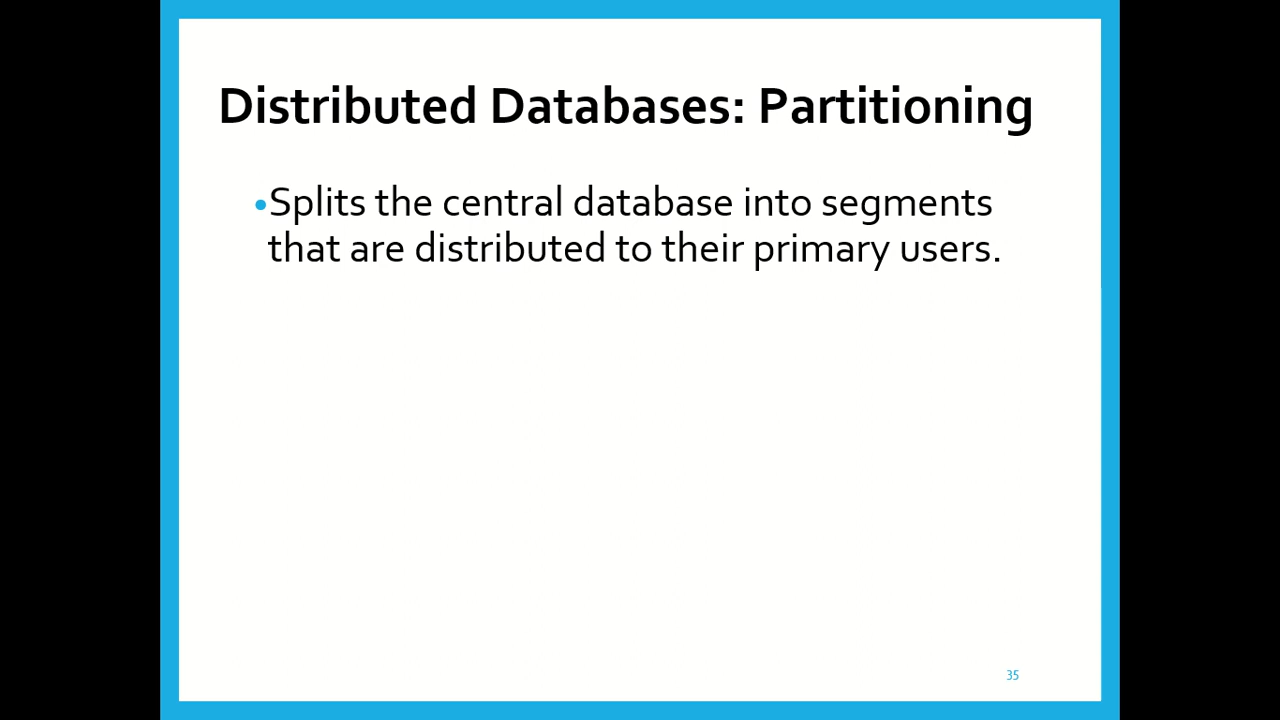 Distributed Databases: Partitioning
•Splits the central database into segments
that are distributed to their primary users.
35